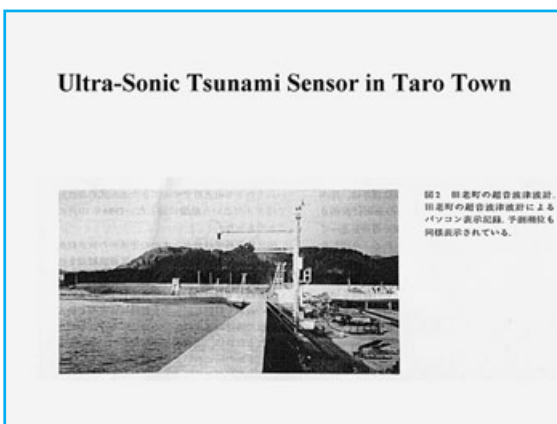 Ultra-Sonic Tsunami Sensor in Taro Town
図2 田老町の超音波津波計.
田老町の超音波津波計による
パソコン表示記録. 予測潮位も
同様表示されている.